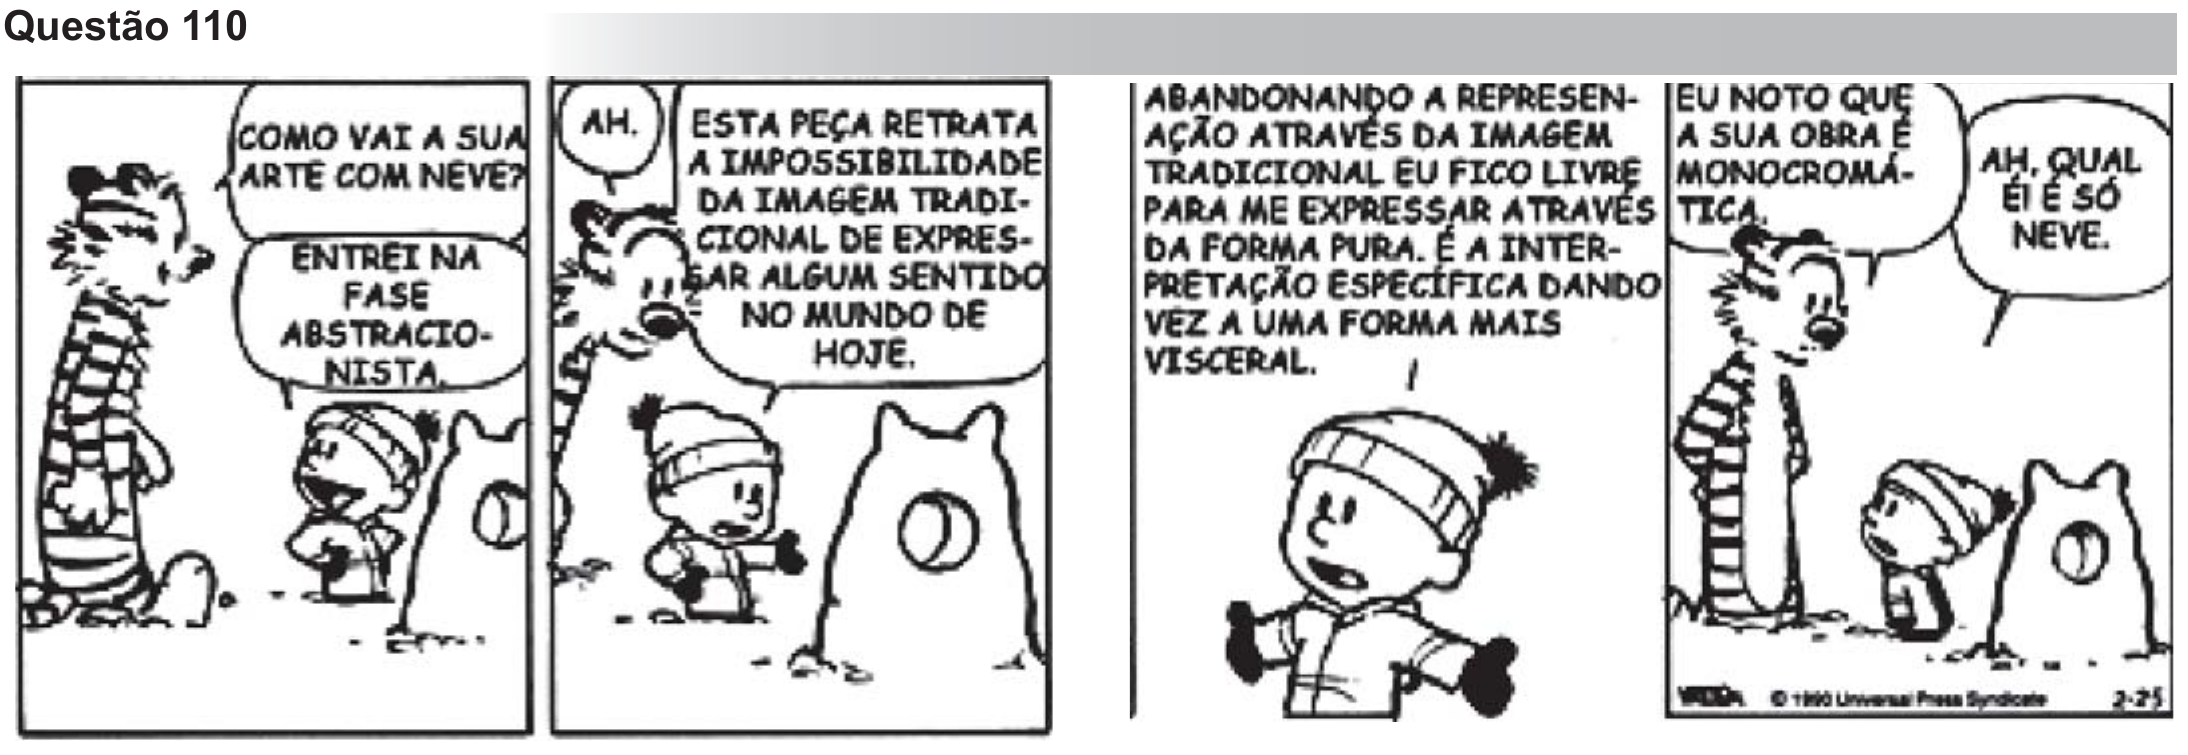 Questão 110
COMO VAI A SUA
ARTE COM NEVE?
ENTREI NA
FASE
ABSTRACIO-
NISTA.
AH.
ESTA PEÇA RETRATA
A IMPOSSIBILIDADE
DA IMAGEM TRADI-
CIONAL DE EXPRES-
SAR ALGUM SENTIDO
NO MUNDO DE
HOJE.
ABANDONANDO A REPRESEN-
AÇÃO ATRAVÉS DA IMAGEM
TRADICIONAL EU FICO LIVRE
PARA ME EXPRESSAR ATRAVÉS
DA FORMA PURA. É A INTER-
PRETAÇÃO ESPECÍFICA DANDO
VEZ A UMA FORMA MAIS
VISCERAL.
EU NOTO QUE
A SUA OBRA É
MONOCROMÁ-
TICA.
AH, QUAL
É! É SÓ
NEVE.
© 1990 Universal Press Syndicate
2-25